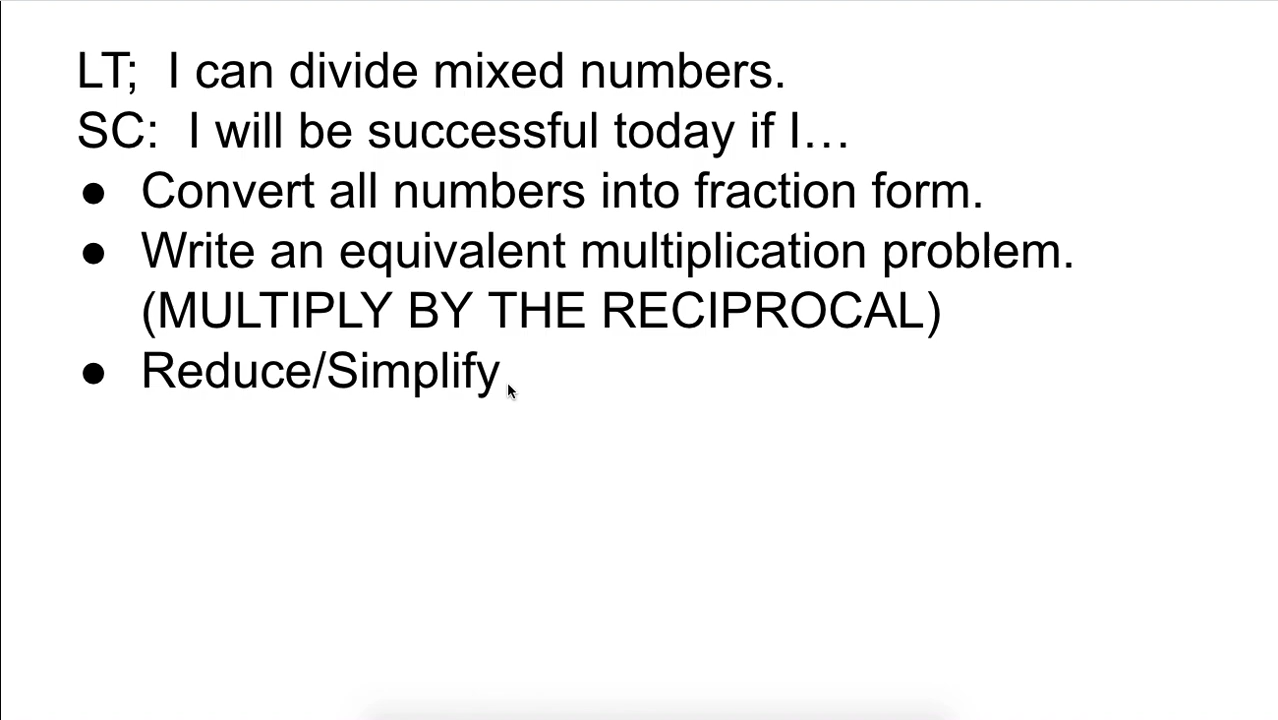 LT;  I can divide mixed numbers.
SC:  I will be successful today if I…
● Convert all numbers into fraction form.
● Write an equivalent multiplication problem.
(MULTIPLY BY THE RECIPROCAL)
● Reduce/Simplify